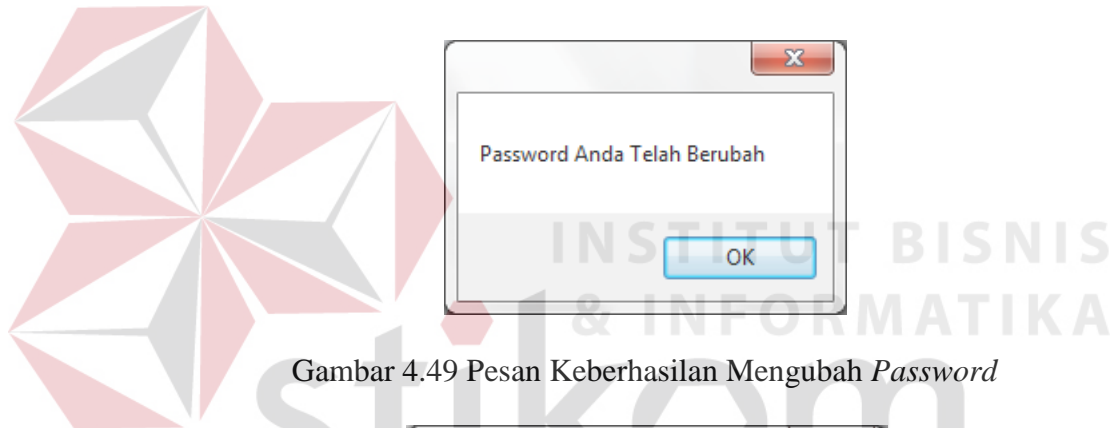 Password Anda Telah Berubah
INSTITUT BISNIS
OK
& INFORMATIKA
Gambar 4.49 Pesan Keberhasilan Mengubah Password
stikom